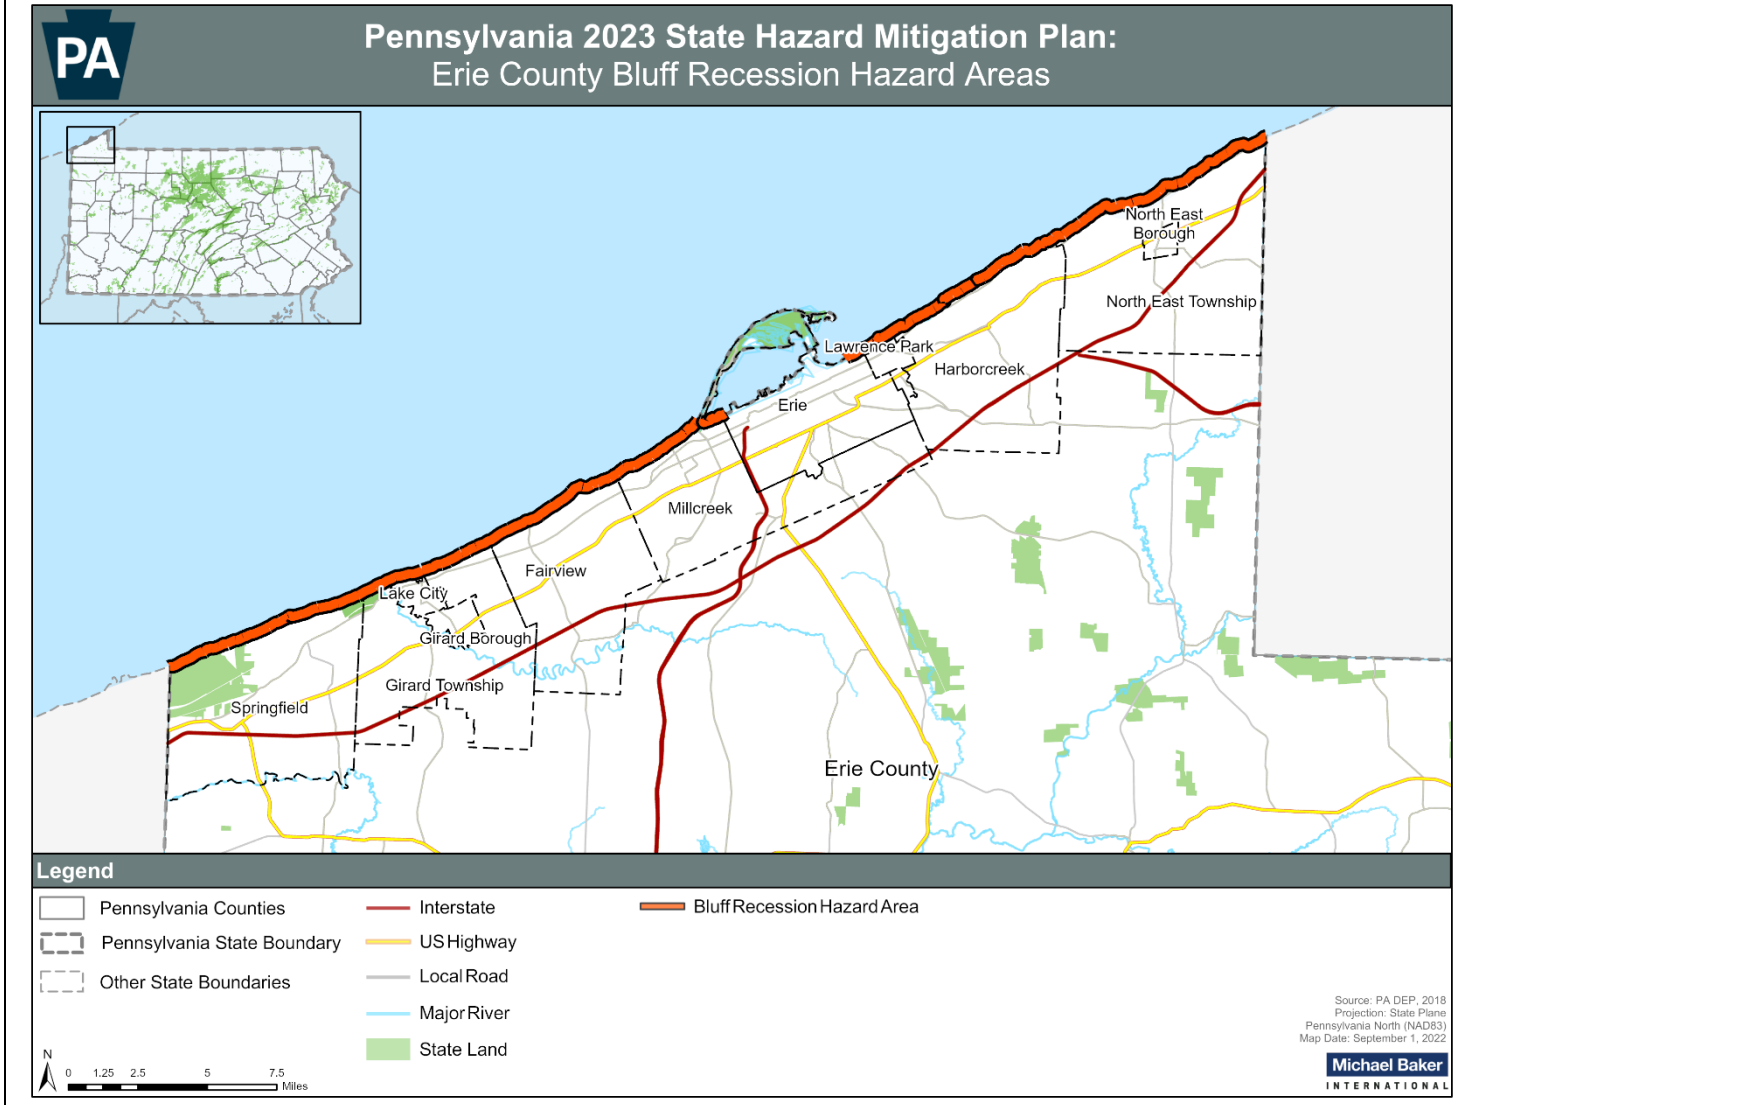 PA
Pennsylvania 2023 State Hazard Mitigation Plan:
Erie County Bluff Recession Hazard Areas
North East
Borough
North East Township
Lawrence Park
Harborcreek
Erie
Millcreek
Fairview
Lake City
Girard Borough
Girard Township
Springfield
Erie County
Legend
Pennsylvania Counties
Pennsylvania State Boundary
Other State Boundaries
Interstate
US Highway
Local Road
Major River
State Land
Bluff Recession Hazard Area
N
0 1.25 2.5 5 7.5
Miles
Source: PA DEP, 2018
Projection: State Plane
Pennsylvania North (NAD83)
Map Date: September 1, 2022
Michael Baker
INTERNATIONAL